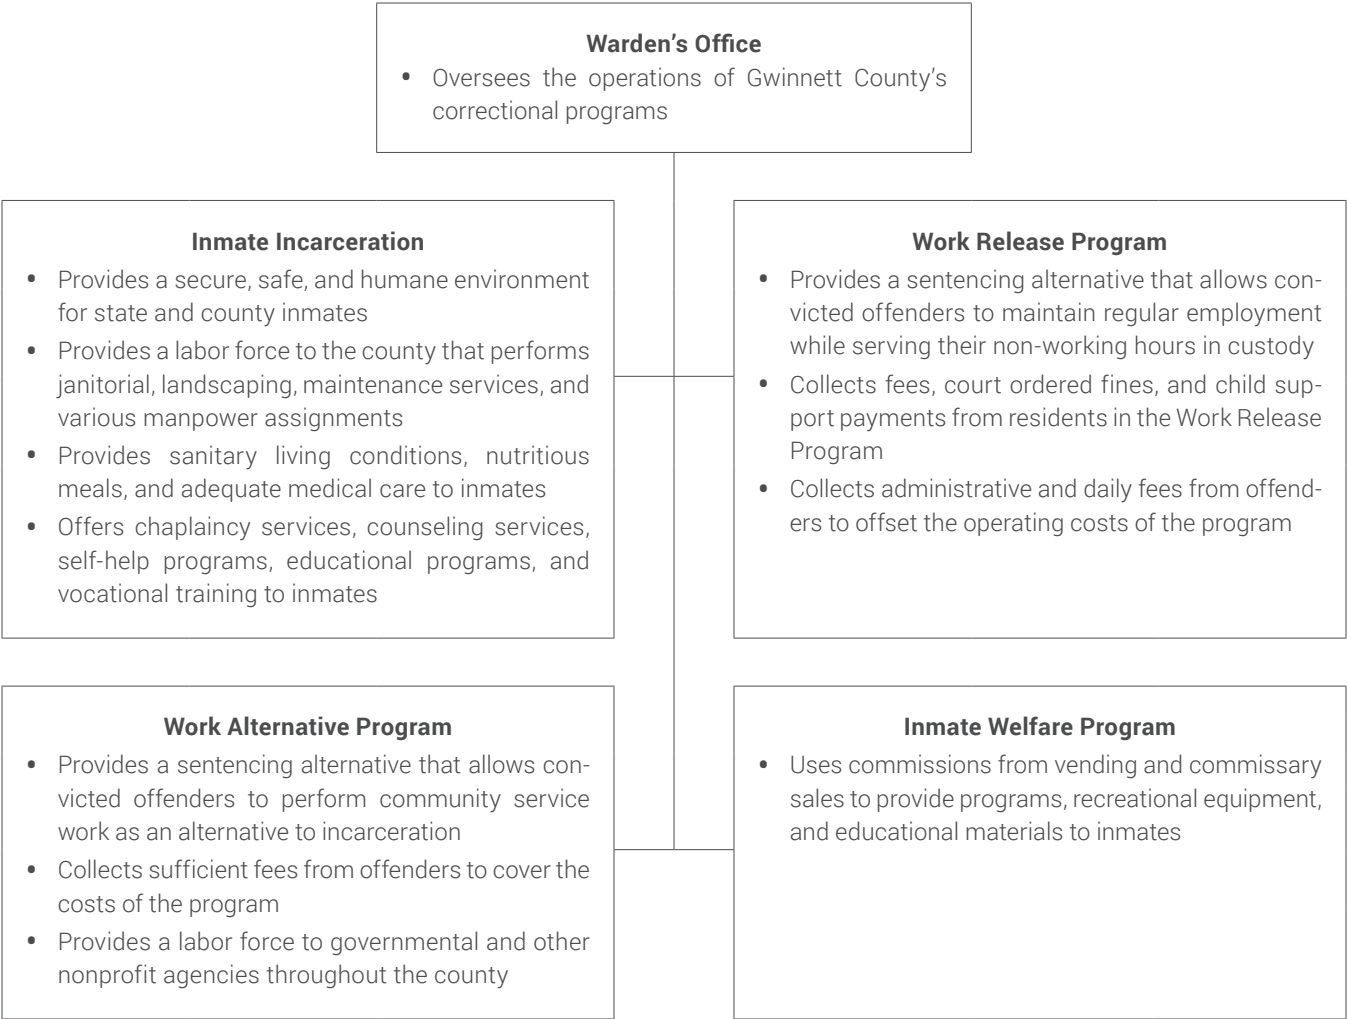 Warden’s Office
• Oversees the operations of Gwinnett County’s
correctional programs
Inmate Incarceration
• Provides a secure, safe, and humane environment
for state and county inmates
• Provides a labor force to the county that performs
janitorial, landscaping, maintenance services, and
various manpower assignments
• Provides sanitary living conditions, nutritious
meals, and adequate medical care to inmates
• Offers chaplaincy services, counseling services,
self-help programs, educational programs, and
vocational training to inmates
Work Release Program
• Provides a sentencing alternative that allows con-
victed offenders to maintain regular employment
while serving their non-working hours in custody
• Collects fees, court ordered fines, and child sup-
port payments from residents in the Work Release
Program
• Collects administrative and daily fees from offend-
ers to offset the operating costs of the program
Work Alternative Program
• Provides a sentencing alternative that allows con-
victed offenders to perform community service
work as an alternative to incarceration
• Collects sufficient fees from offenders to cover the
costs of the program
• Provides a labor force to governmental and other
nonprofit agencies throughout the county
Inmate Welfare Program
• Uses commissions from vending and commissary
sales to provide programs, recreational equipment,
and educational materials to inmates